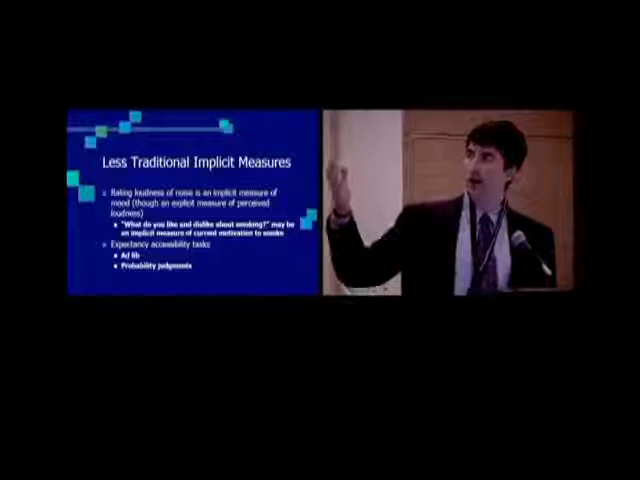 Less Traditional Implicit Measures
Rating loudness of noise is an implicit measure of
mood (though an explicit measure of perceived
loudness)
"What do you like and dislike about smoking?" may be
an implicit measure of current motivation to smoke
Expectancy accessibility tasks
Ad lib
Probability judgments